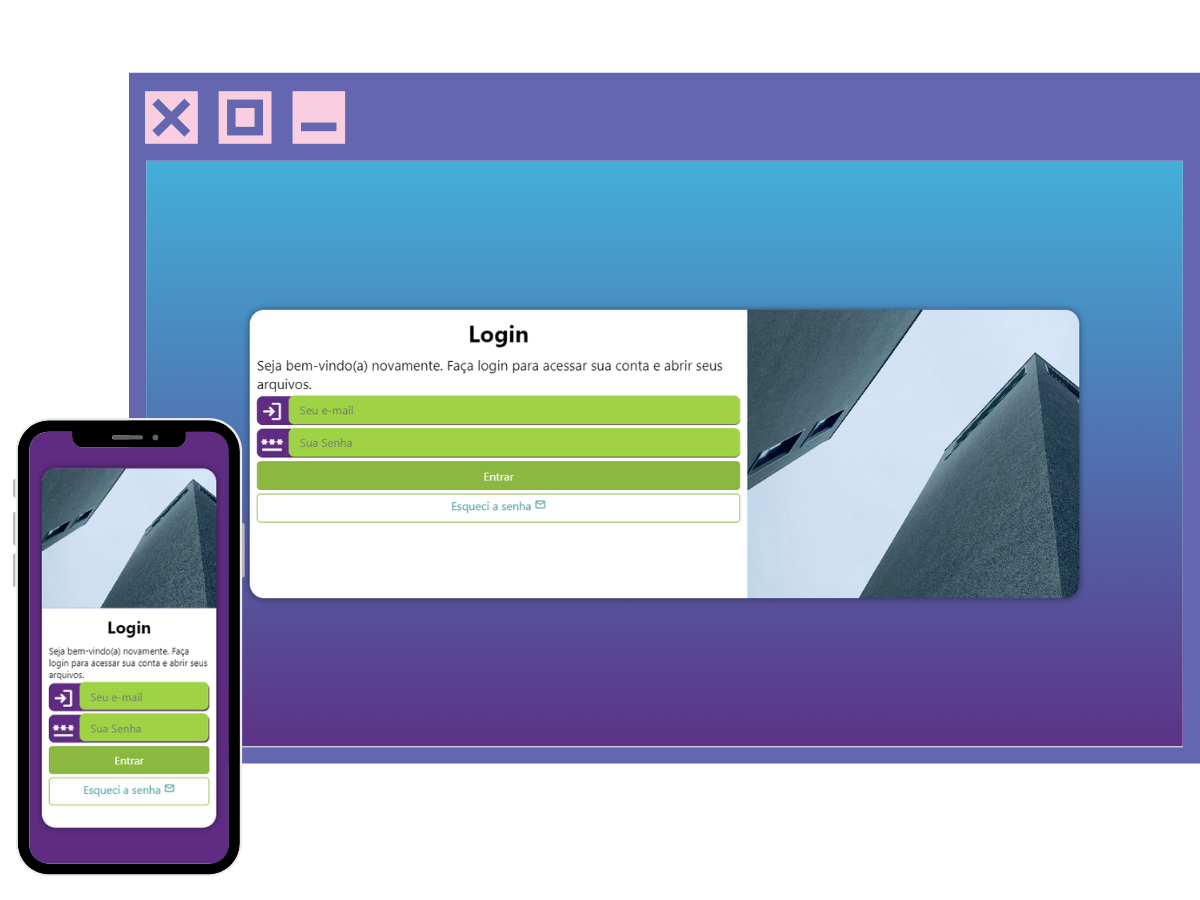 Login
Seja bem-vindo(a) novamente. Faça login para acessar sua conta e abrir seus
arquivos.
Seu e-mail
***
Sua Senha
Entrar
Esqueci a senha
Login
Seja bem-vindo(a) novamente. Faça
login para acessar sua conta e abrir seus
arquivos.
Seu e-mail
***
Sua Senha
Entrar
Esqueci a senha